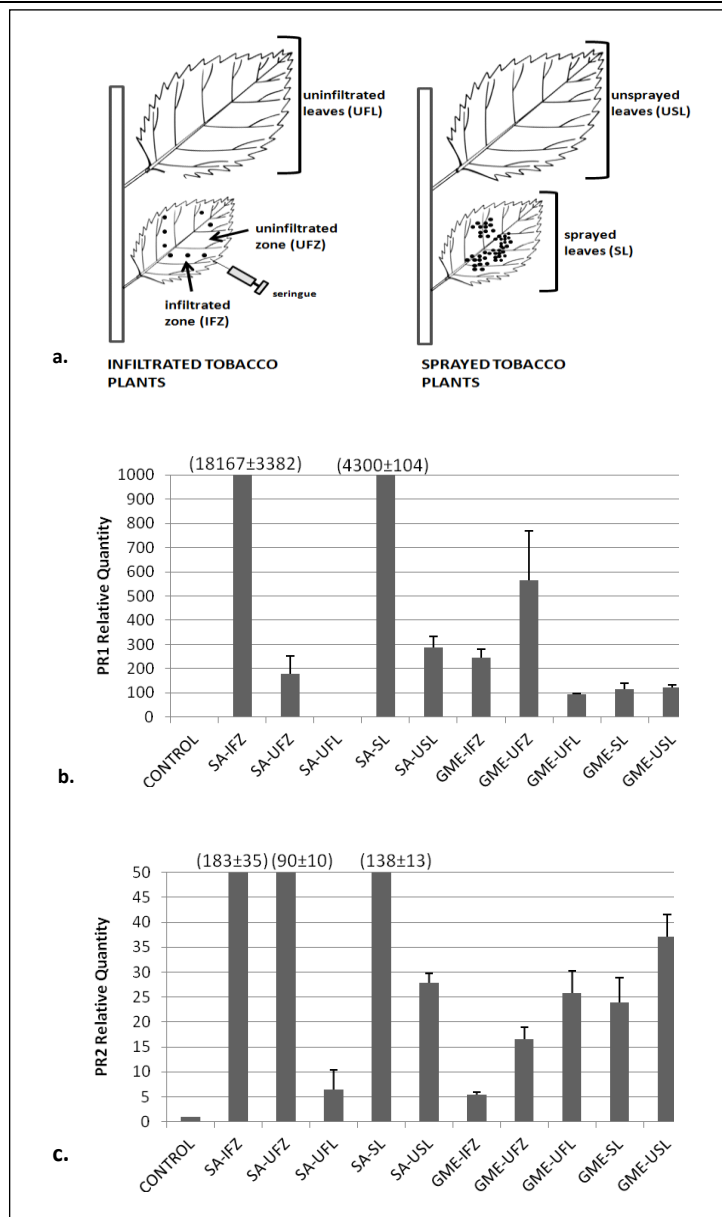 uninfiltrated
leaves (UFL)
unsprayed
leaves (USL)
uninfiltrated
zone (UFZ)
sprayed
leaves (SL)
seringue
infiltrated
zone (IFZ)
a.
INFILTRATED TOBACCO
PLANTS
SPRAYED TOBACCO
PLANTS
(18167±3382) (4300±104)
PR1 Relative Quantity
1000
900
800
700
600
500
400
300
200
100
0
CONTROL SA-IFZ SA-UFZ SA-UFL SA-SL SA-USL GME-IFZ GME-UFZ GME-UFL GME-SL GME-USL
b.
(183±35) (90±10) (138±13)
PR2 Relative Quantity
50
45
40
35
30
25
20
15
10
5
0
CONTROL SA-IFZ SA-UFZ SA-UFL SA-SL SA-USL GME-IFZ GME-UFZ GME-UFL GME-SL GME-USL
c.